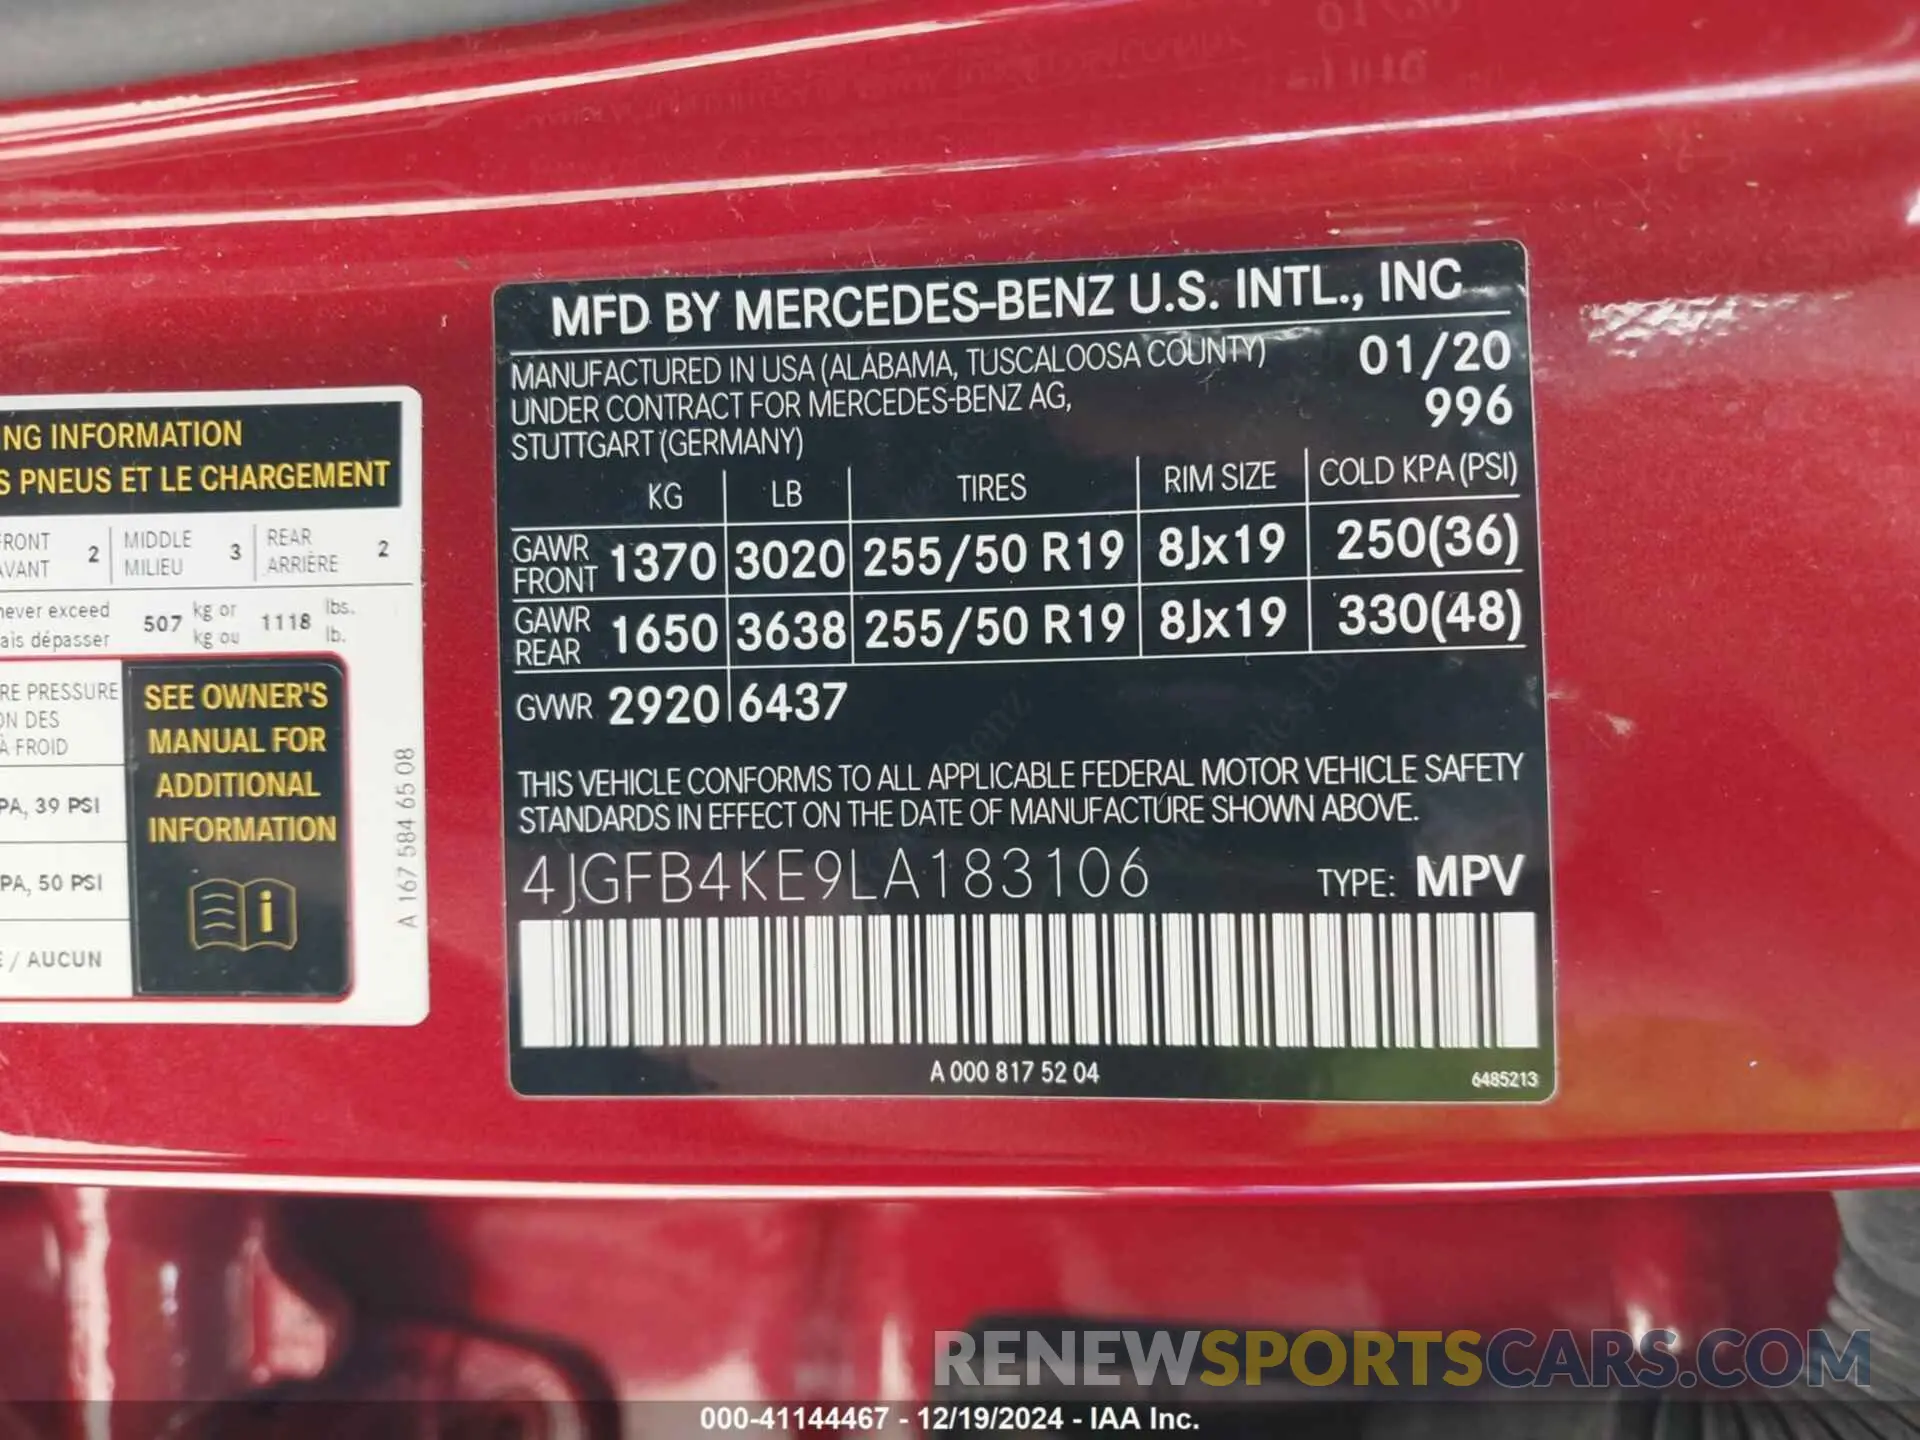 MFD BY MERCEDES-BENZ U.S. INTL., INC
MANUFACTURED IN USA (ALABAMA, TUSCALOOSA COUNTY) 01/20
UNDER CONTRACT FOR MERCEDES-BENZ AG, 996
STUTTGART (GERMANY)
KG LB TIRES RIM SIZE COLD KPA (PSI)
GAWR FRONT 1370 3020 255/50 R19 8Jx19 250(36)
GAWR REAR 1650 3638 255/50 R19 8Jx19 330(48)
GVWR 2920 6437
THIS VEHICLE CONFORMS TO ALL APPLICABLE FEDERAL MOTOR VEHICLE SAFETY
STANDARDS IN EFFECT ON THE DATE OF MANUFACTURE SHOWN ABOVE.
4JGFB4KE9LA183106 TYPE: MPV
A 000 817 52 04 6485213
NG INFORMATION
S PNEUS ET LE CHARGEMENT
FRONT 2 MIDDLE 3 REAR 2
AVANT MILIEU ARRIÈRE
never exceed 507 kg or 1118 lbs.
ais dépasser kg ou lb.
RE PRESSURE
ON DES
À FROID
PA, 39 PSI
PA, 50 PSI
E / AUCUN
SEE OWNER'S
MANUAL FOR
ADDITIONAL
INFORMATION
i
A 167 584 65 08
RENEWSPORTSCARS.COM
000-41144467 - 12/19/2024 - IAA Inc.